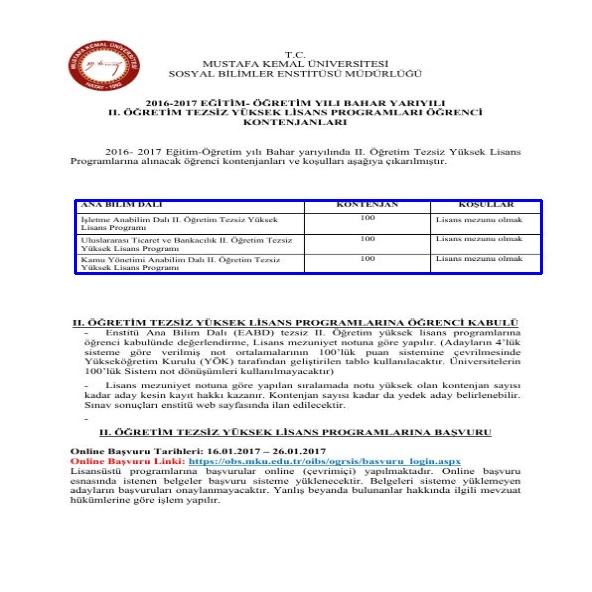 MUSTAFA KEMAL ÜNİVERSİTESİ
HATAY - 1992
T.C.
MUSTAFA KEMAL ÜNİVERSİTESİ
SOSYAL BİLİMLER ENSTİTÜSÜ MÜDÜRLÜĞÜ
2016-2017 EĞİTİM- ÖĞRETİM YILI BAHAR YARIYILI
II. ÖĞRETİM TEZSİZ YÜKSEK LİSANS PROGRAMLARI ÖĞRENCİ
KONTENJANLARI
2016- 2017 Eğitim-Öğretim yılı Bahar yarıyılında II. Öğretim Tezsiz Yüksek Lisans
Programlarına alınacak öğrenci kontenjanları ve koşulları aşağıya çıkarılmıştır.
ANA BİLİM DALI KONTENJAN KOŞULLAR
İşletme Anabilim Dalı II. Öğretim Tezsiz Yüksek 100 Lisans mezunu olmak
Lisans Programı
Uluslararası Ticaret ve Bankacılık II. Öğretim Tezsiz 100 Lisans mezunu olmak
Yüksek Lisans Programı
Kamu Yönetimi Anabilim Dalı II. Öğretim Tezsiz 100 Lisans mezunu olmak
Yüksek Lisans Programı
II. ÖĞRETİM TEZSİZ YÜKSEK LİSANS PROGRAMLARINA ÖĞRENCİ KABULÜ
- Enstitü Ana Bilim Dalı (EABD) tezsiz II. Öğretim yüksek lisans programlarına
öğrenci kabulünde değerlendirme, Lisans mezuniyet notuna göre yapılır. (Adayların 4’lük
sisteme göre verilmiş not ortalamalarının 100’lük puan sistemine çevrilmesinde
Yükseköğretim Kurulu (YÖK) tarafından geliştirilen tablo kullanılacaktır. Üniversitelerin
100’lük Sistem not dönüşümleri kullanılmayacaktır)
- Lisans mezuniyet notuna göre yapılan sıralamada notu yüksek olan kontenjan sayısı
kadar aday kesin kayıt hakkı kazanır. Kontenjan sayısı kadar da yedek aday belirlenebilir.
Sınav sonuçları enstitü web sayfasında ilan edilecektir.
-
II. ÖĞRETİM TEZSİZ YÜKSEK LİSANS PROGRAMLARINA BAŞVURU
Online Başvuru Tarihleri: 16.01.2017 – 26.01.2017
Online Başvuru Linki: https://obs.mku.edu.tr/oibs/ogrsis/basvuru_login.aspx
Lisansüstü programlarına başvurular online (çevrimiçi) yapılmaktadır. Online başvuru
esnasında istenen belgeler başvuru sisteme yüklenecektir. Belgeleri sisteme yüklemeyen
adayların başvuruları onaylanmayacaktır. Yanlış beyanda bulunanlar hakkında ilgili mevzuat
hükümlerine göre işlem yapılır.